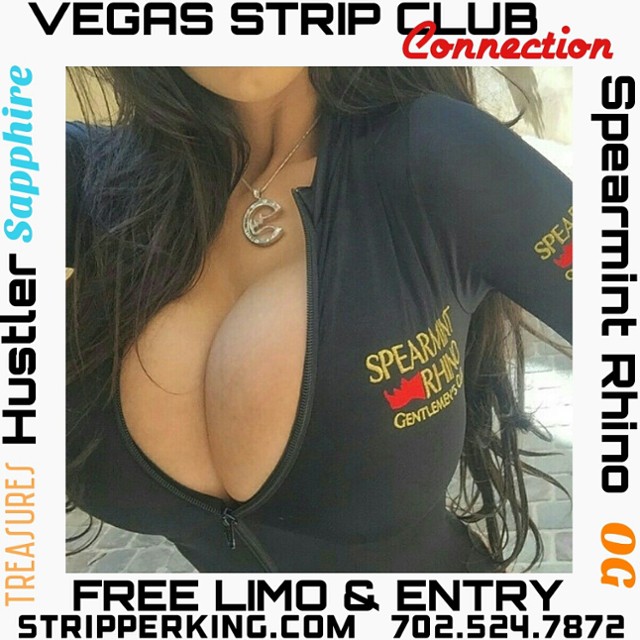 VEGAS STRIP CLUB
Connection
TREASURES Hustler Sapphire
Spearmint Rhino OG
SPEARMINT
RHINO
GENTLEMEN'S
FREE LIMO & ENTRY
STRIPPERKING.COM 702.524.7872